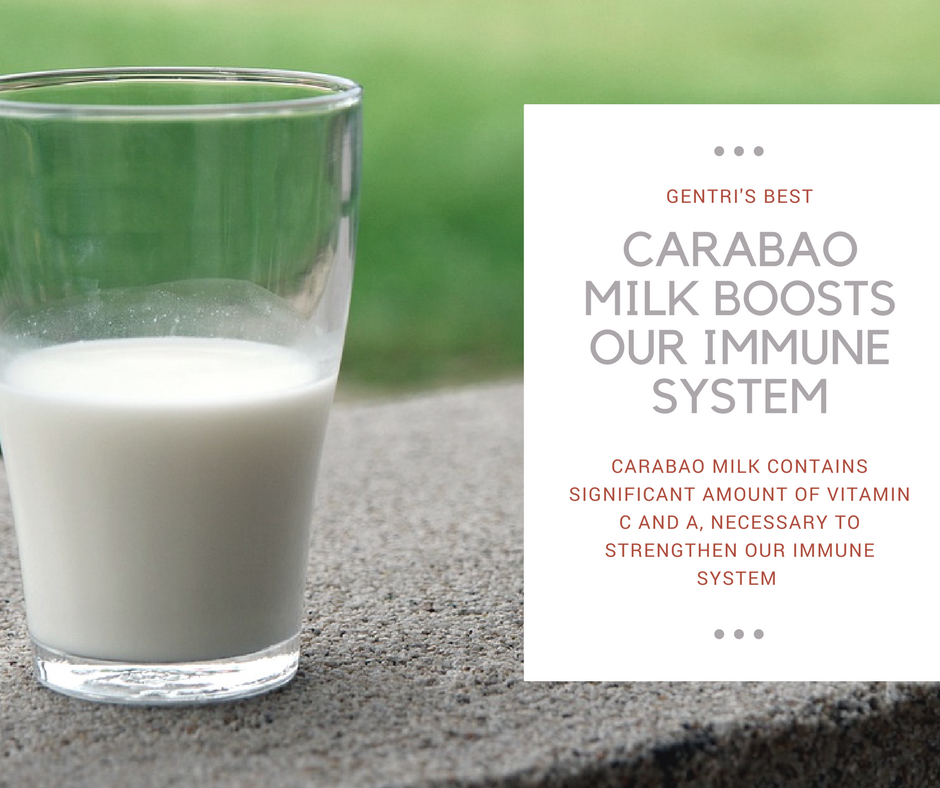 GENTRI'S BEST
CARABAO
MILK BOOSTS
OUR IMMUNE
SYSTEM
CARABAO MILK CONTAINS
SIGNIFICANT AMOUNT OF VITAMIN
C AND A, NECESSARY TO
STRENGTHEN OUR IMMUNE
SYSTEM